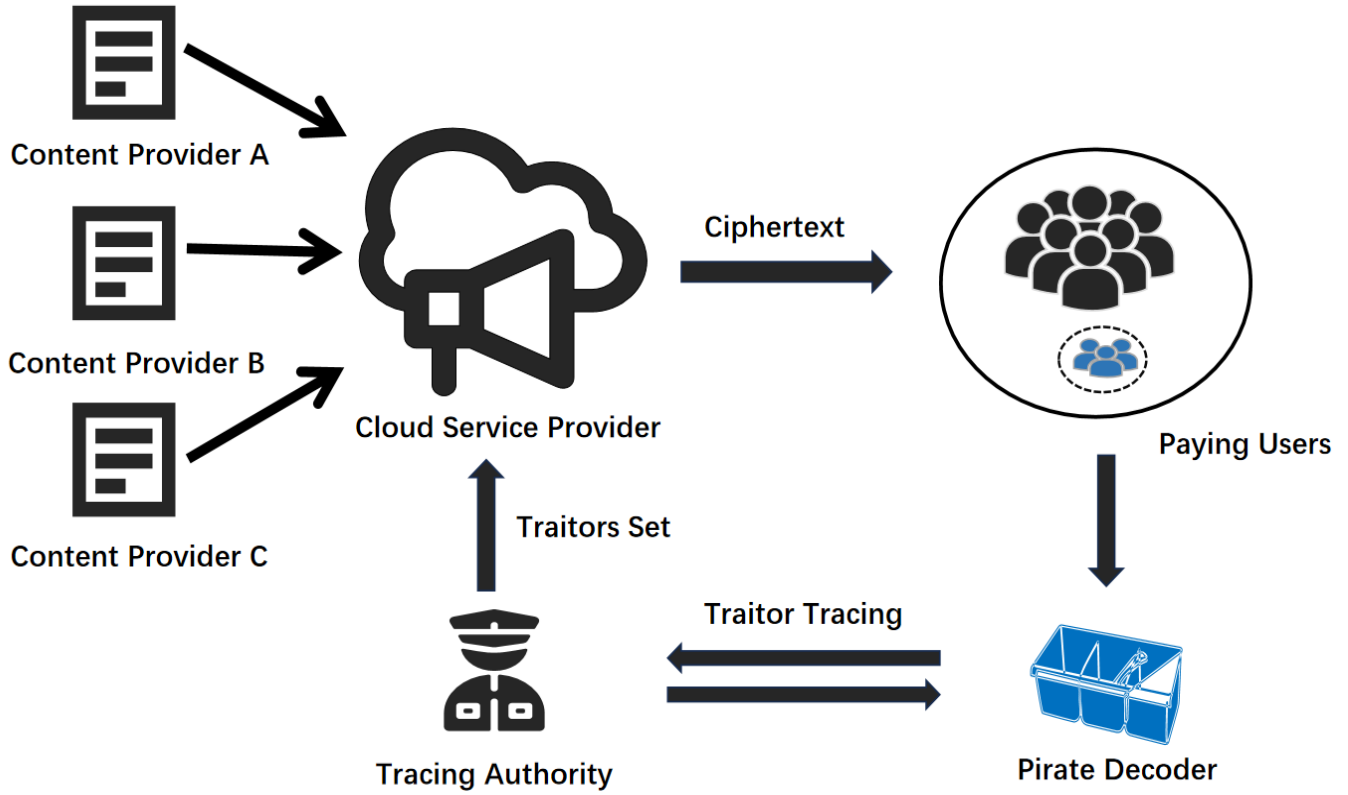 Content Provider A
Ciphertext
Content Provider B
Cloud Service Provider
Paying Users
Content Provider C
Traitors Set
Traitor Tracing
Tracing Authority
Pirate Decoder